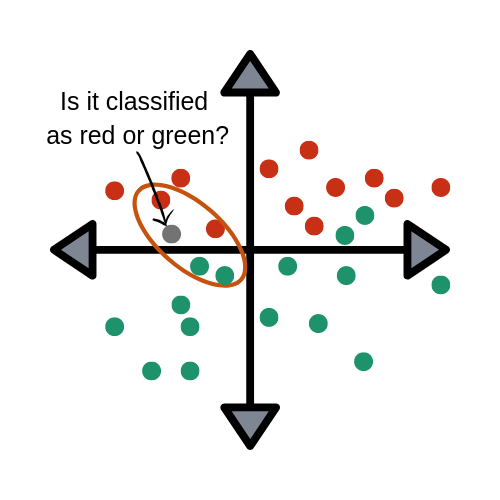 Is it classified
as red or green?